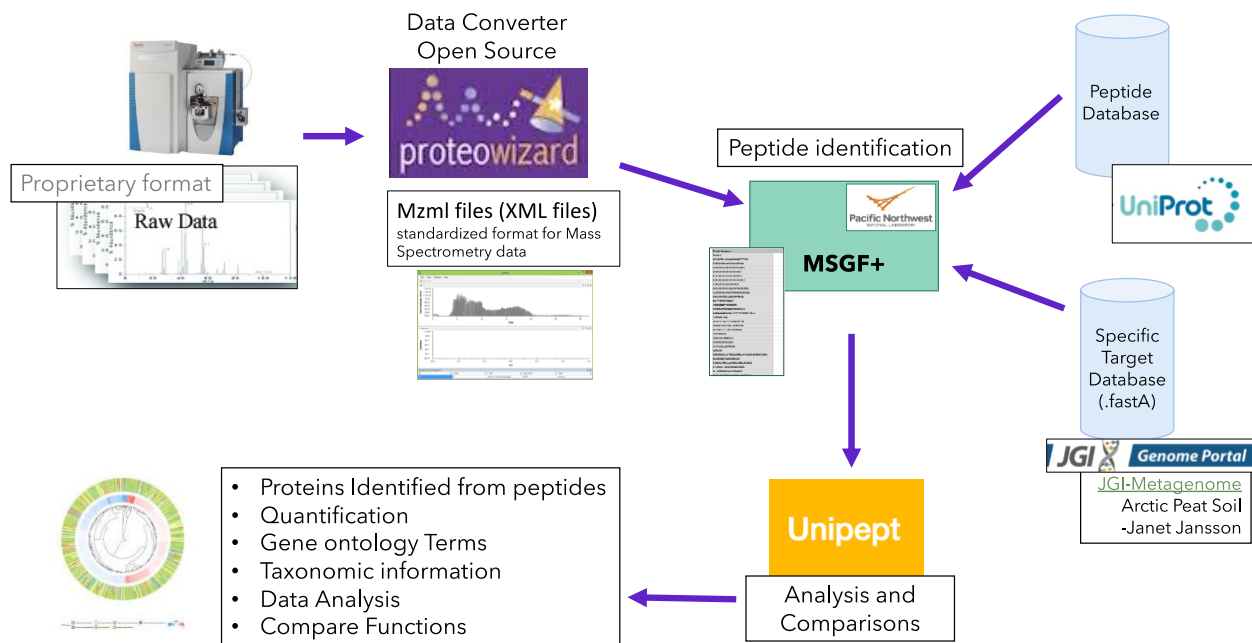 Data Converter
Open Source
proteowizard
Proprietary format
Raw Data
Mzml files (XML files)
standardized format for Mass
Spectrometry data
Peptide identification
Pacific Northwest
NATIONAL LABORATORY
MSGF+
Peptide
Database
UniProt
Specific
Target
Database
(.fastA)
JGI Genome Portal
JGI-Metagenome
Arctic Peat Soil
-Janet Jansson
Unipept
Analysis and
Comparisons
• Proteins Identified from peptides
• Quantification
• Gene ontology Terms
• Taxonomic information
• Data Analysis
• Compare Functions